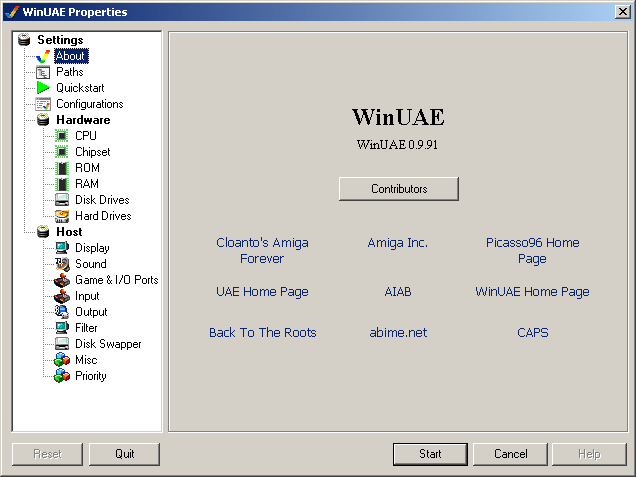 WinUAE Properties
Settings
About
Paths
Quickstart
Configurations
Hardware
CPU
Chipset
ROM
RAM
Disk Drives
Hard Drives
Host
Display
Sound
Game & I/O Ports
Input
Output
Filter
Disk Swapper
Misc
Priority
WinUAE
WinUAE 0.9.91
Contributors
Cloanto's Amiga
Forever
Amiga Inc.
Picasso96 Home
Page
UAE Home Page
AIAB
WinUAE Home Page
Back To The Roots
abime.net
CAPS
Reset
Quit
Start
Cancel
Help